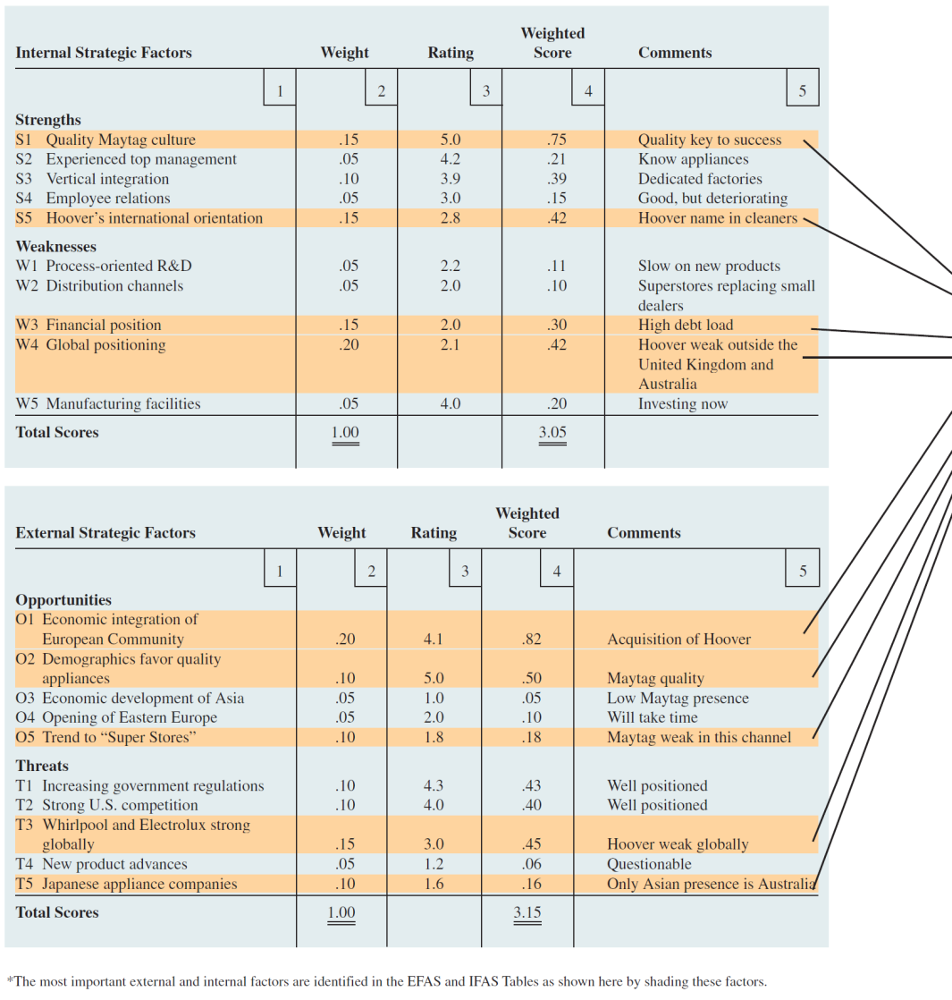 Internal Strategic Factors Weight Rating Weighted Score Comments
1 2 3 4 5
Strengths
S1 Quality Maytag culture .15 5.0 .75 Quality key to success
S2 Experienced top management .05 4.2 .21 Know appliances
S3 Vertical integration .10 3.9 .39 Dedicated factories
S4 Employee relations .05 3.0 .15 Good, but deteriorating
S5 Hoover’s international orientation .15 2.8 .42 Hoover name in cleaners
Weaknesses
W1 Process-oriented R&D .05 2.2 .11 Slow on new products
W2 Distribution channels .05 2.0 .10 Superstores replacing small
dealers
W3 Financial position .15 2.0 .30 High debt load
W4 Global positioning .20 2.1 .42 Hoover weak outside the
United Kingdom and
Australia
W5 Manufacturing facilities .05 4.0 .20 Investing now
Total Scores 1.00 3.05
External Strategic Factors Weight Rating Weighted Score Comments
1 2 3 4 5
Opportunities
O1 Economic integration of
European Community .20 4.1 .82 Acquisition of Hoover
O2 Demographics favor quality
appliances .10 5.0 .50 Maytag quality
O3 Economic development of Asia .05 1.0 .05 Low Maytag presence
O4 Opening of Eastern Europe .05 2.0 .10 Will take time
O5 Trend to “Super Stores” .10 1.8 .18 Maytag weak in this channel
Threats
T1 Increasing government regulations .10 4.3 .43 Well positioned
T2 Strong U.S. competition .10 4.0 .40 Well positioned
T3 Whirlpool and Electrolux strong
globally .15 3.0 .45 Hoover weak globally
T4 New product advances .05 1.2 .06 Questionable
T5 Japanese appliance companies .10 1.6 .16 Only Asian presence is Australia
Total Scores 1.00 3.15
*The most important external and internal factors are identified in the EFAS and IFAS Tables as shown here by shading these factors.